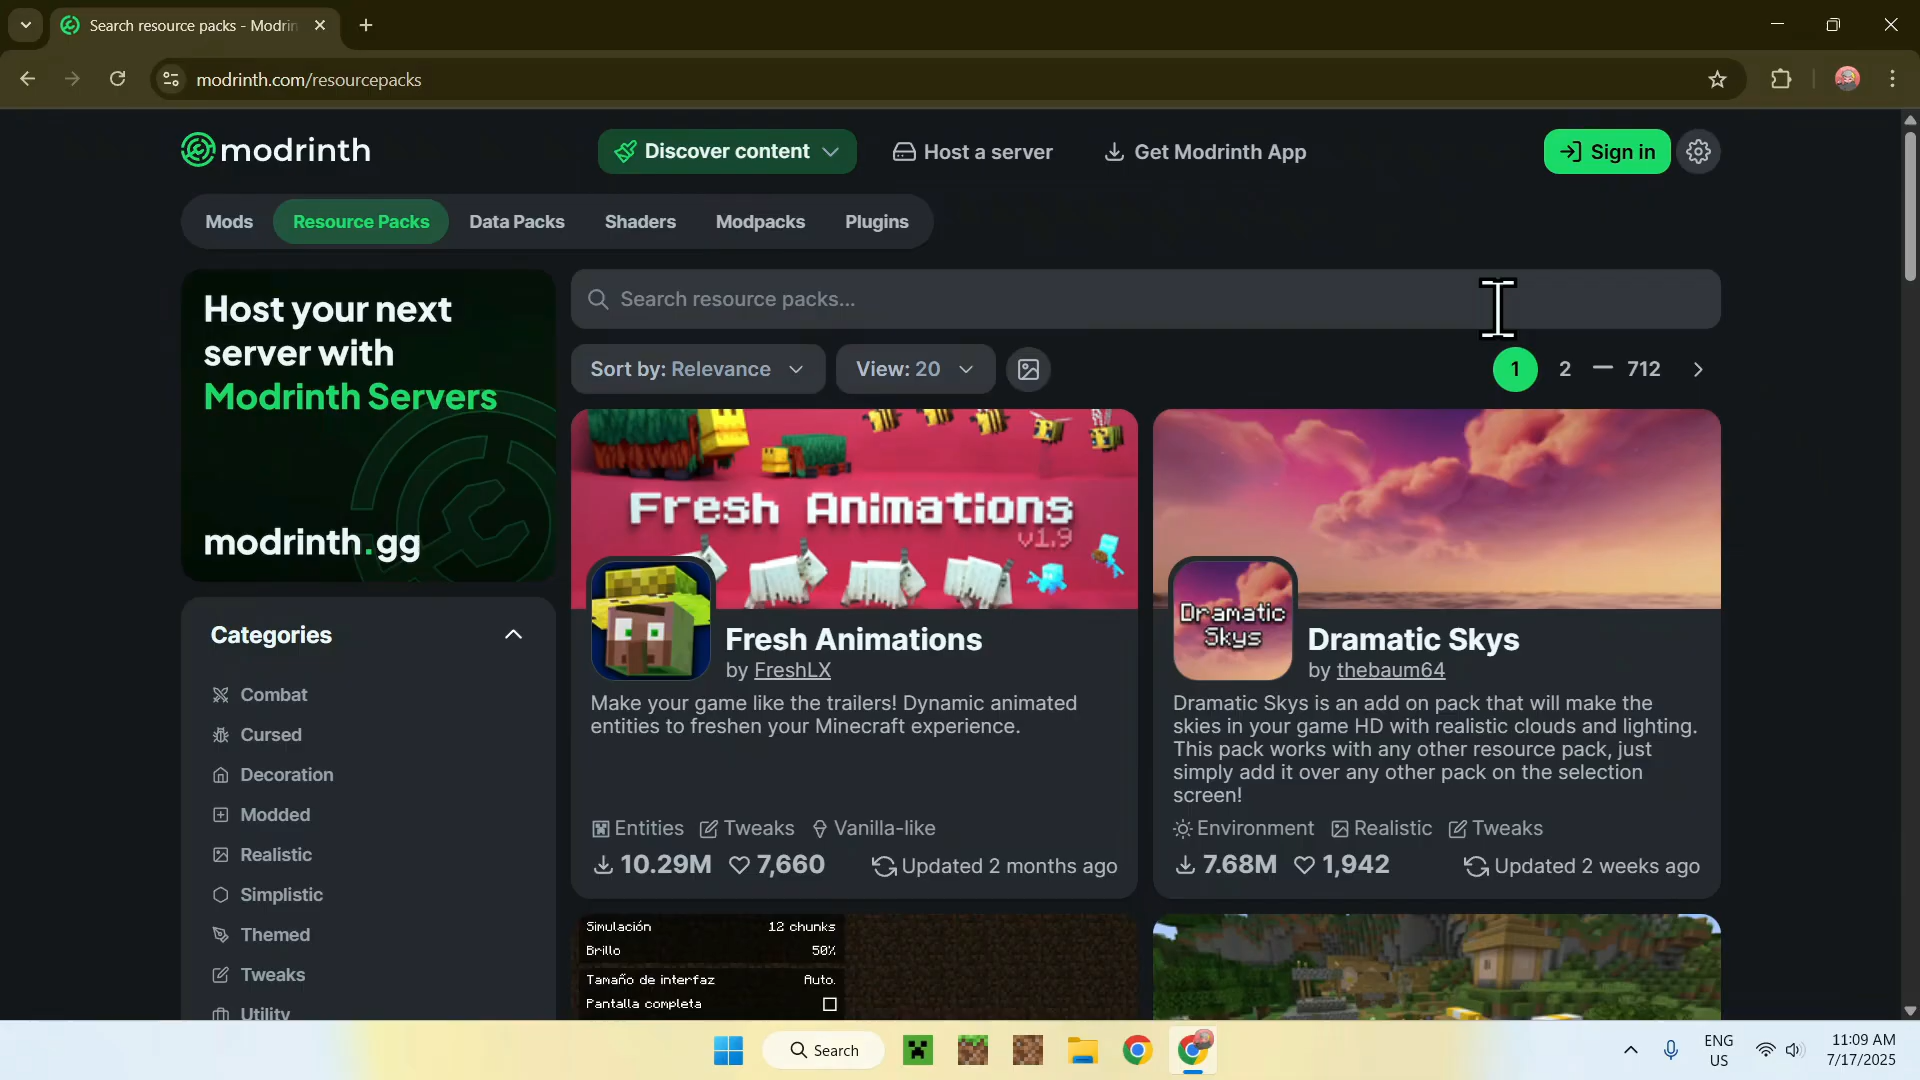 Search resource packs - Modrin
modrinth.com/resourcepacks
modrinth
Discover content
Host a server
Get Modrinth App
Sign in
Mods
Resource Packs
Data Packs
Shaders
Modpacks
Plugins
Host your next
server with
Modrinth Servers
modrinth.gg
Search resource packs...
Sort by: Relevance
View: 20
1 2 — 712
Fresh Animations
v1.9
Fresh Animations
by FreshLX
Make your game like the trailers! Dynamic animated
entities to freshen your Minecraft experience.
Entities Tweaks Vanilla-like
10.29M 7,660 Updated 2 months ago
Dramatic
Skys
Dramatic Skys
by thebaum64
Dramatic Skys is an add on pack that will make the
skies in your game HD with realistic clouds and lighting.
This pack works with any other resource pack, just
simply add it over any other pack on the selection
screen!
Environment Realistic Tweaks
7.68M 1,942 Updated 2 weeks ago
Categories
Combat
Cursed
Decoration
Modded
Realistic
Simplistic
Themed
Tweaks
Utility
Simulación 12 chunks
Brillo 50%
Tamaño de interfaz Auto.
Pantalla completa
Search
ENG
US
11:09 AM
7/17/2025